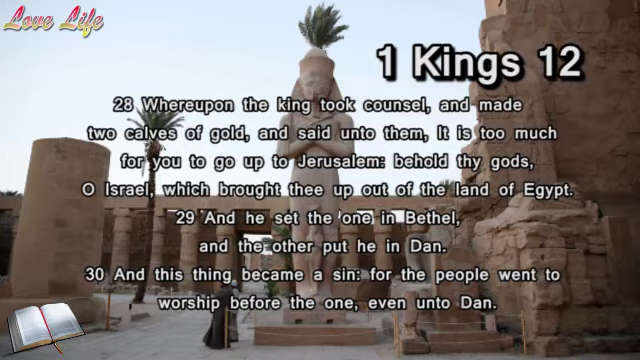 Love Life
1 Kings 12
28 Whereupon the king took counsel, and made
two calves of gold, and said unto them, It is too much
for you to go up to Jerusalem: behold thy gods,
O Israel, which brought thee up out of the land of Egypt.
29 And he set the one in Bethel,
and the other put he in Dan.
30 And this thing became a sin: for the people went to
worship before the one, even unto Dan.